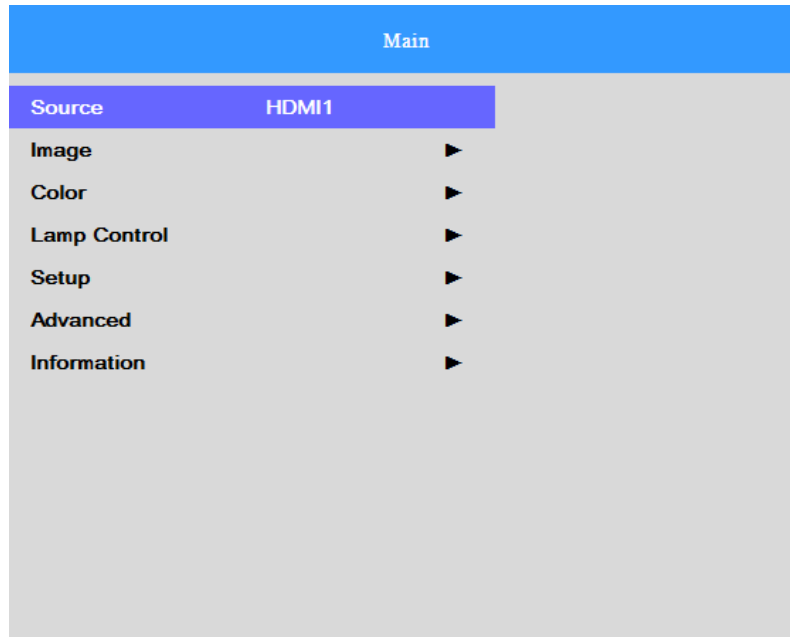 Main
Source HDMI1
Image ►
Color ►
Lamp Control ►
Setup ►
Advanced ►
Information ►